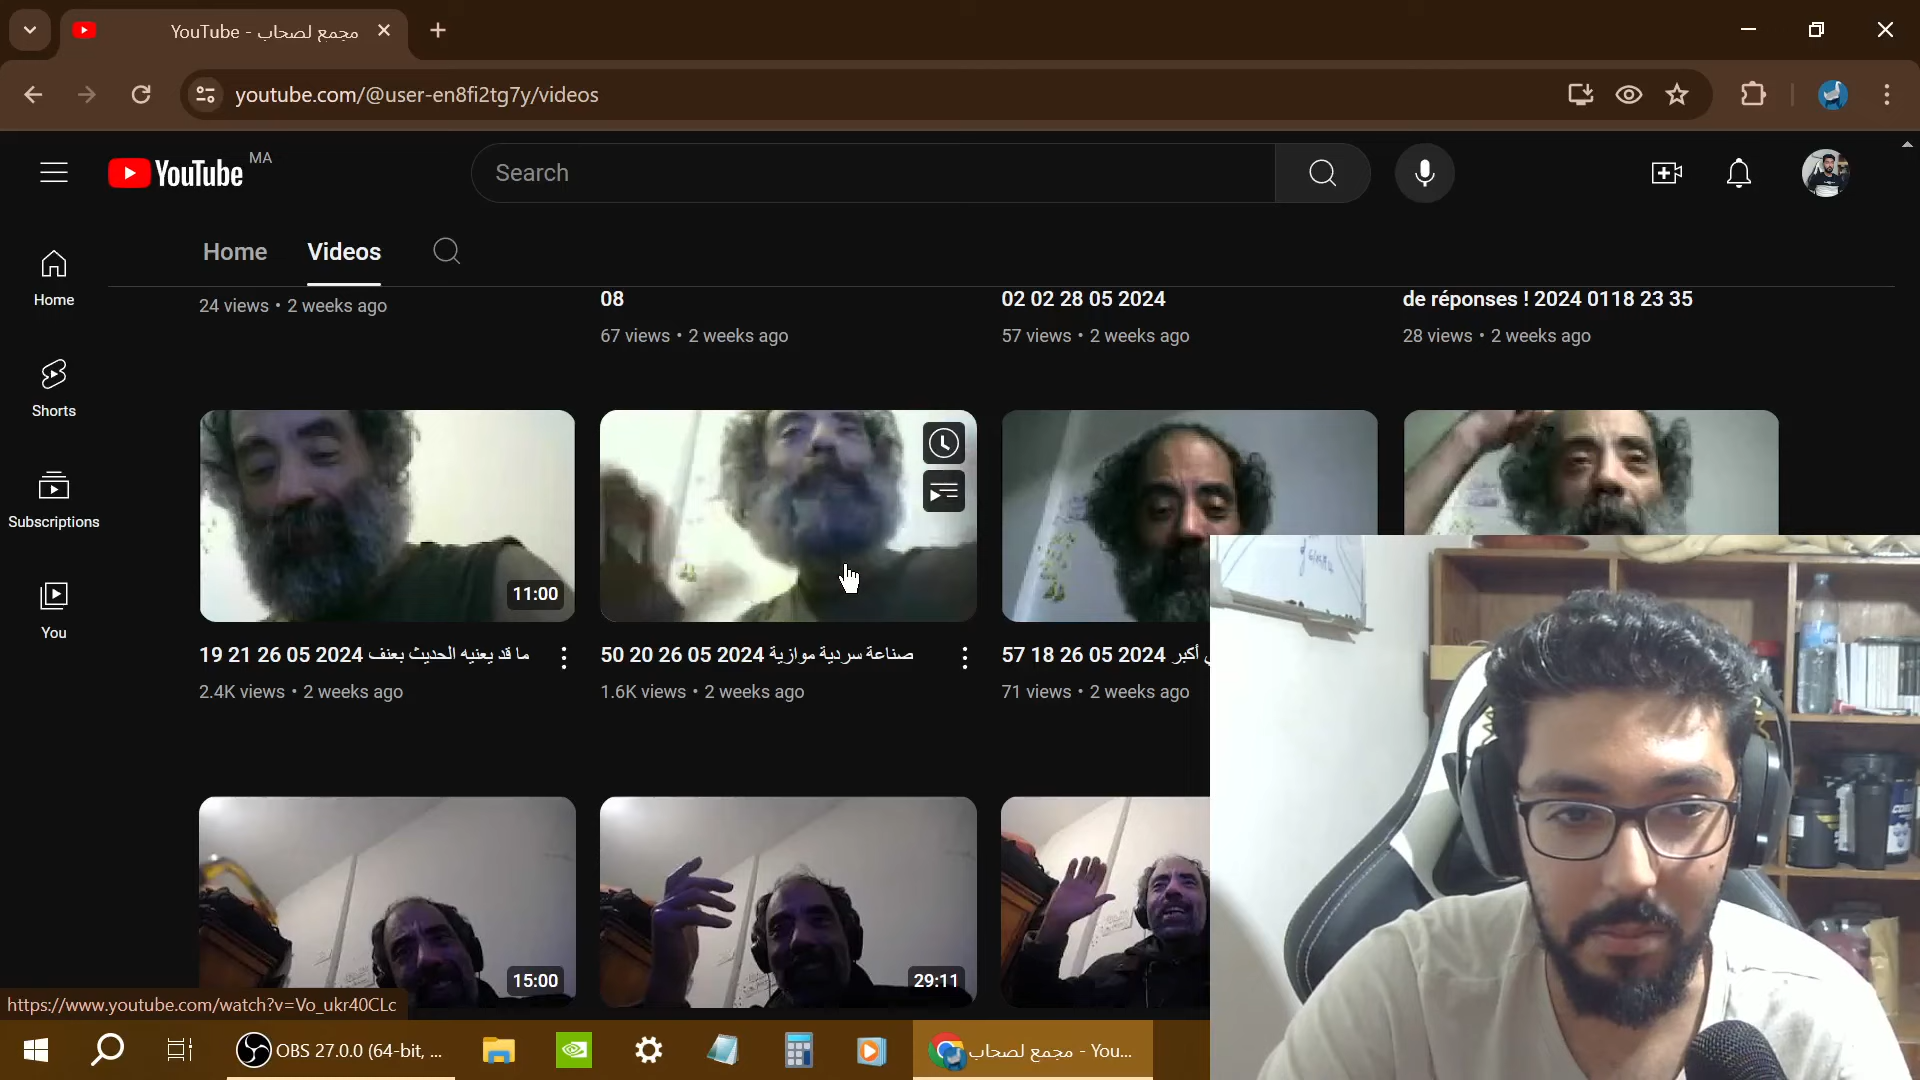 مجمع لصحاب - YouTube
youtube.com/@user-en8fi2tg7y/videos
YouTube MA
Search
Home
Videos
Home
Shorts
Subscriptions
You
24 views • 2 weeks ago
08
67 views • 2 weeks ago
02 02 28 05 2024
57 views • 2 weeks ago
de réponses ! 2024 0118 23 35
28 views • 2 weeks ago
11:00
ما قد يعنيه الحديث بعنف 2024 05 26 21 19
2.4K views • 2 weeks ago
صناعة سردية موازية 2024 05 26 20 50
1.6K views • 2 weeks ago
أكبر 2024 05 26 18 57
71 views • 2 weeks ago
15:00
29:11
https://www.youtube.com/watch?v=Vo_ukr40CLc
OBS 27.0.0 (64-bit, ...
مجمع لصحاب - You...